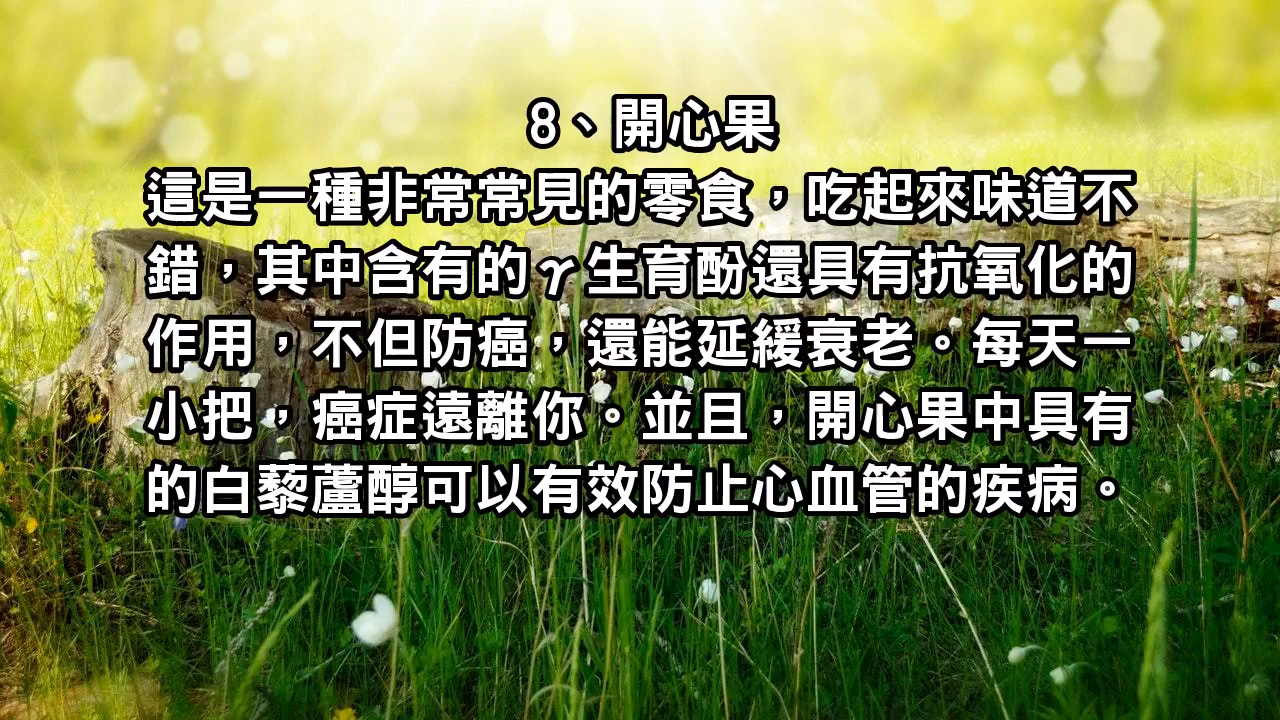 8、開心果
這是一種非常常見的零食，吃起來味道不
錯，其中含有的γ生育酚還具有抗氧化的
作用，不但防癌，還能延緩衰老。每天一
小把，癌症遠離你。並且，開心果中具有
的白藜蘆醇可以有效防止心血管的疾病。